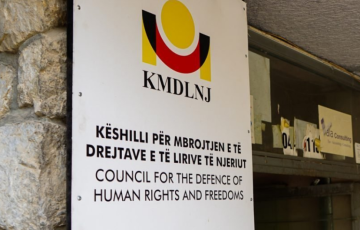 KMDLNJ
KËSHILLI PËR MBROJTJEN E TË
DREJTAVE E TË LIRIVE TË NJERIUT
COUNCIL FOR THE DEFENCE OF
HUMAN RIGHTS AND FREEDOMS